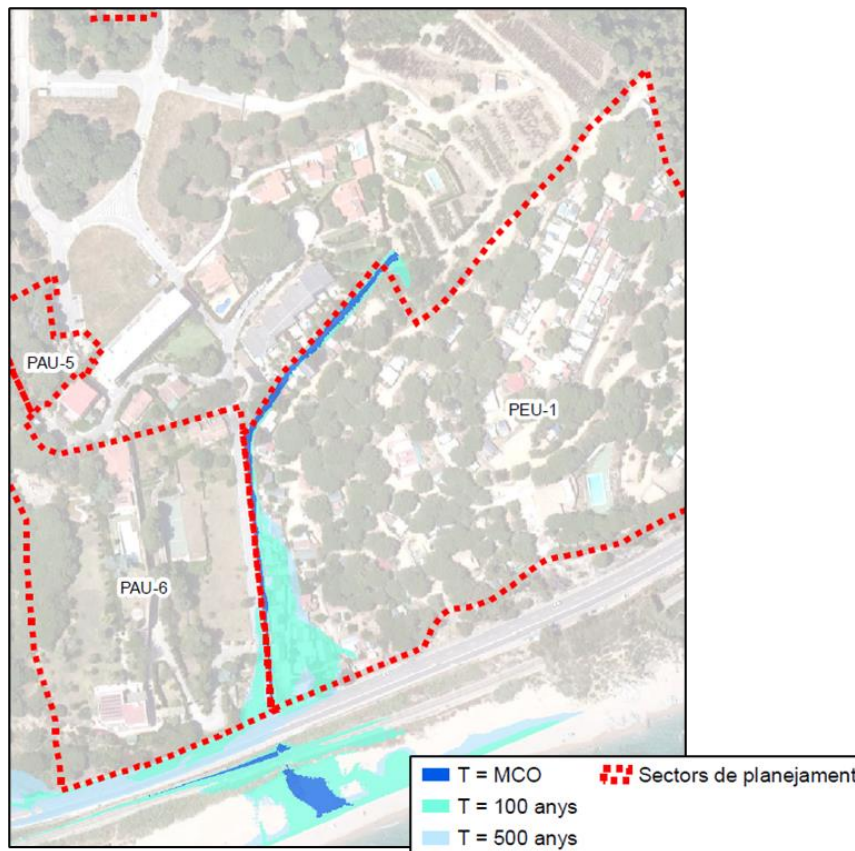 PAU-5
PEU-1
PAU-6
T = MCO
Sectors de planejament
T = 100 anys
T = 500 anys